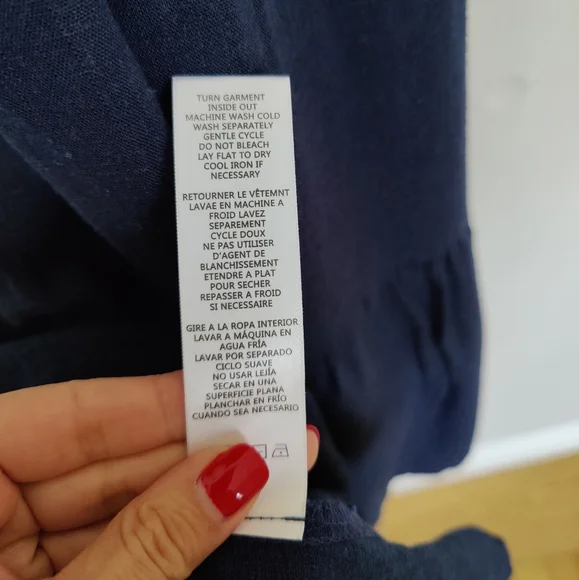 TURN GARMENT
INSIDE OUT
MACHINE WASH COLD
WASH SEPARATELY
GENTLE CYCLE
DO NOT BLEACH
LAY FLAT TO DRY
COOL IRON IF
NECESSARY
RETOURNER LE VÊTEMNT
LAVAE EN MACHINE A
FROID LAVEZ
SEPAREMENT
CYCLE DOUX
NE PAS UTILISER
D'AGENT DE
BLANCHISSEMENT
ETENDRE A PLAT
POUR SECHER
REPASSER A FROID
SI NECESSAIRE
GIRE A LA ROPA INTERIOR
LAVAR A MÁQUINA EN
AGUA FRÍA
LAVAR POR SEPARADO
CICLO SUAVE
NO USAR LEJÍA
SECAR EN UNA
SUPERFICIE PLANA
PLANCHAR EN FRÍO
CUANDO SEA NECESARIO